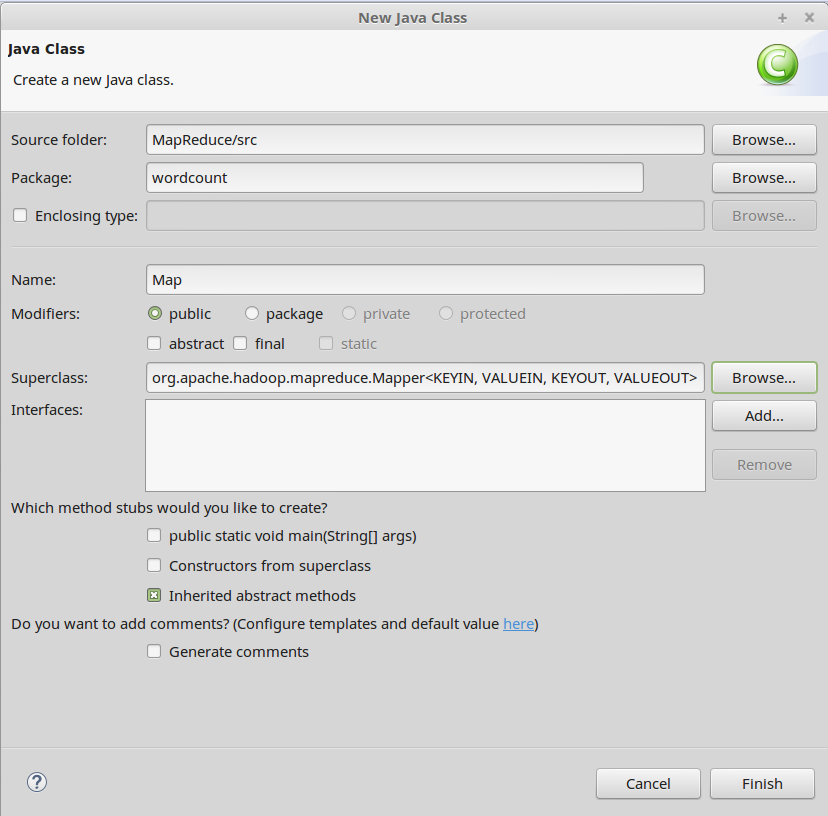 New Java Class
Java Class
Create a new Java class.
C
Source folder: MapReduce/src Browse...
Package: wordcount Browse...
Enclosing type: Browse...
Name: Map
Modifiers: public package private protected
abstract final static
Superclass: org.apache.hadoop.mapreduce.Mapper<KEYIN, VALUEIN, KEYOUT, VALUEOUT> Browse...
Interfaces: Add...
Remove
Which method stubs would you like to create?
public static void main(String[] args)
Constructors from superclass
Inherited abstract methods
Do you want to add comments? (Configure templates and default value here)
Generate comments
? Cancel Finish